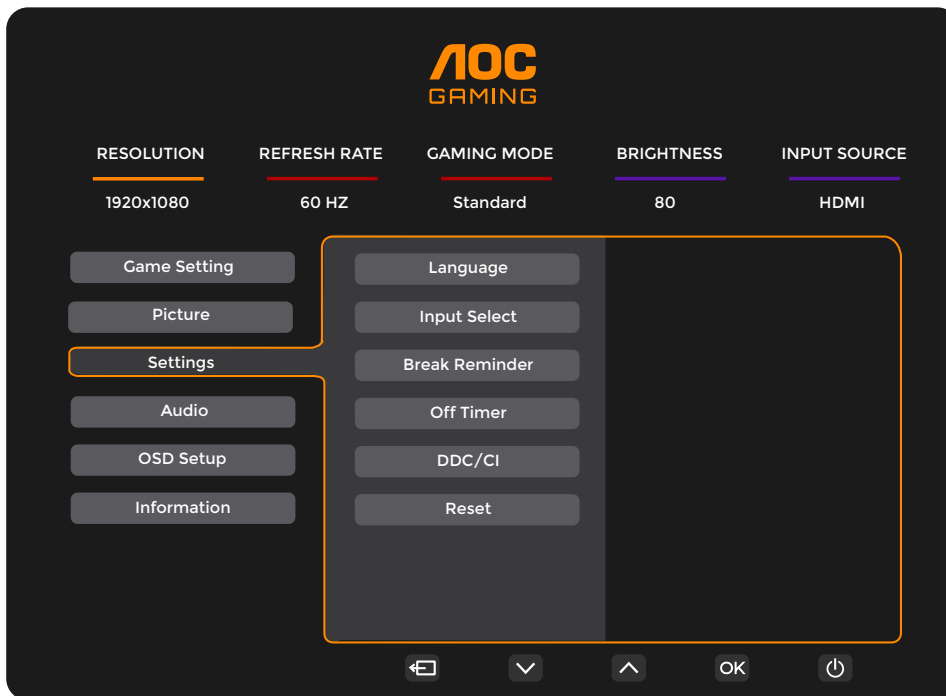 AOC
GAMING
RESOLUTION REFRESH RATE GAMING MODE BRIGHTNESS INPUT SOURCE
1920x1080 60 HZ Standard 80 HDMI
Game Setting
Picture
Settings
Audio
OSD Setup
Information
Language
Input Select
Break Reminder
Off Timer
DDC/CI
Reset
OK